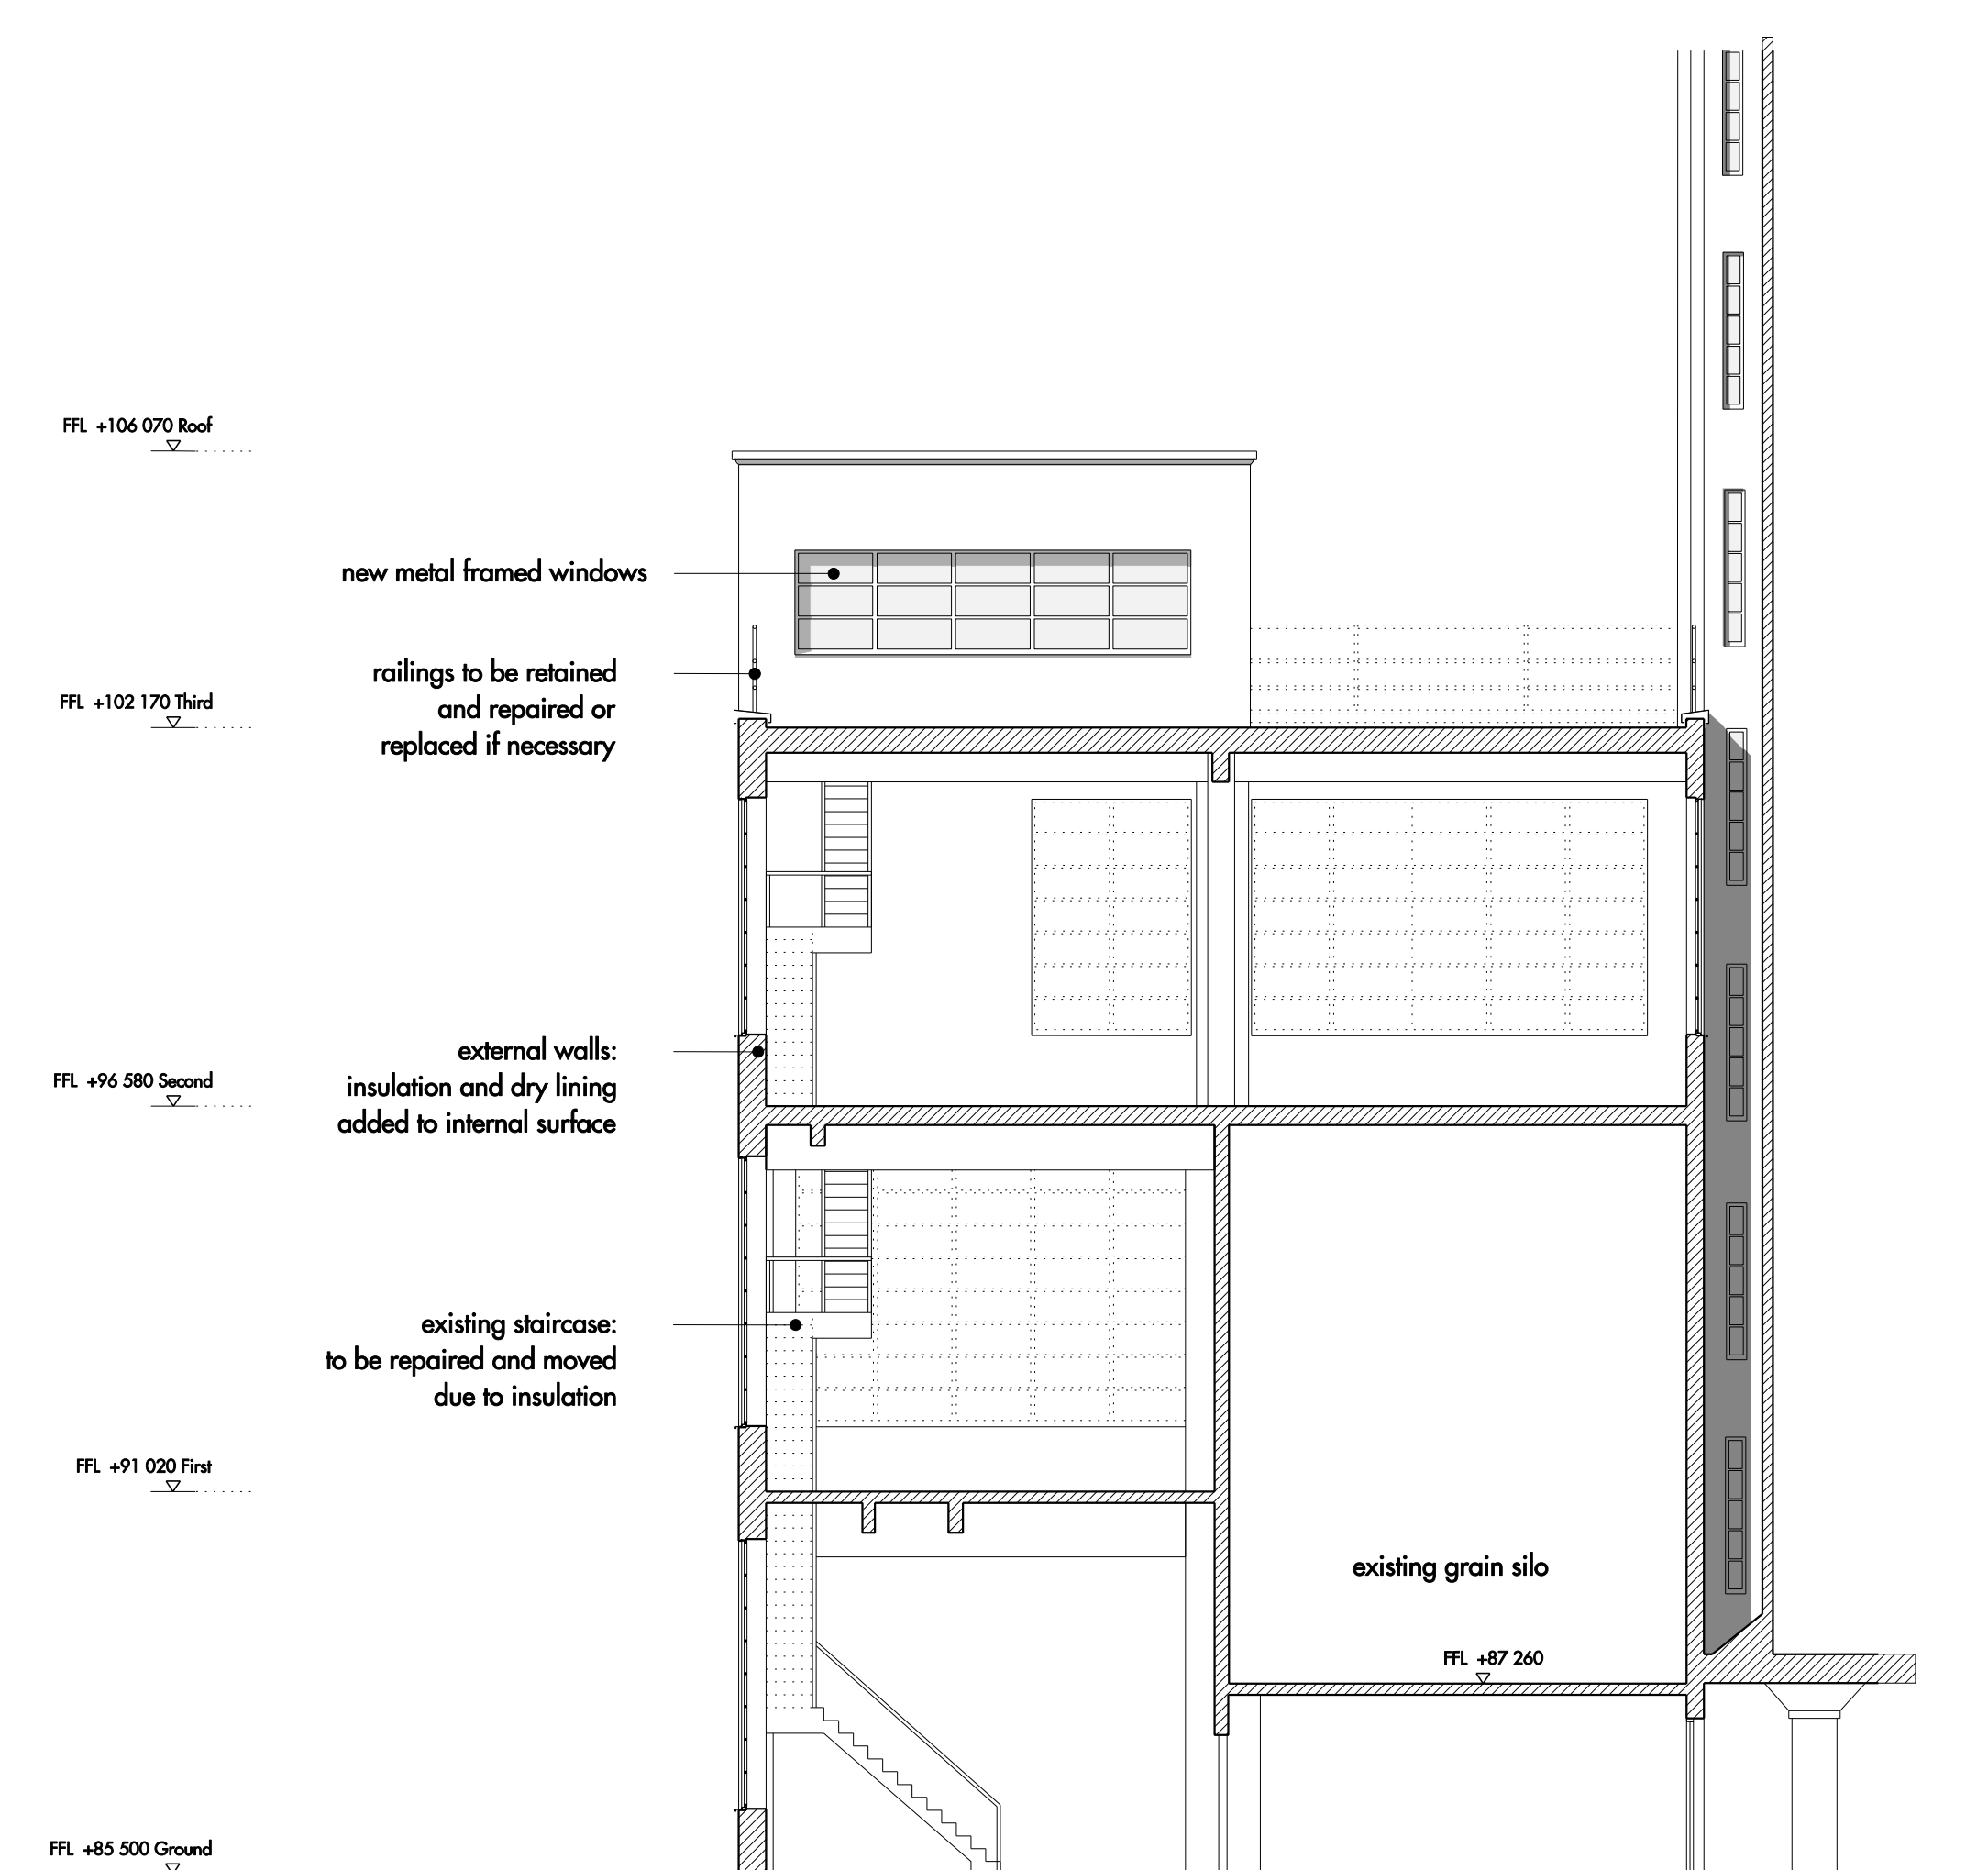 FFL +106 070 Roof
new metal framed windows
railings to be retained
and repaired or
replaced if necessary
FFL +102 170 Third
external walls:
insulation and dry lining
added to internal surface
FFL +96 580 Second
existing staircase:
to be repaired and moved
due to insulation
FFL +91 020 First
existing grain silo
FFL +87 260
FFL +85 500 Ground